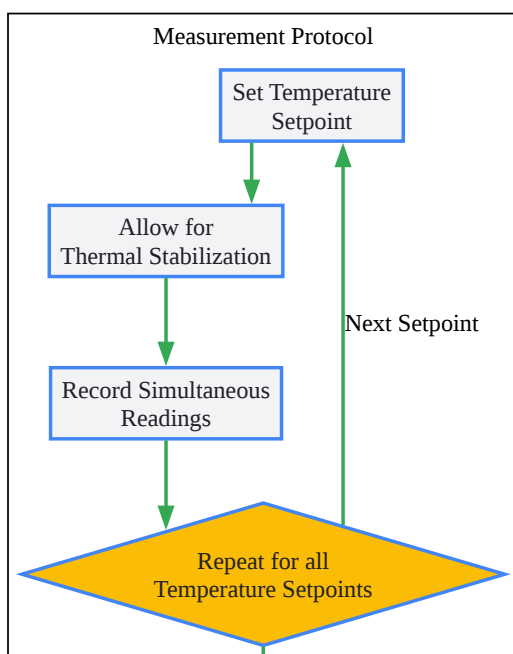 Measurement Protocol
Set Temperature
Setpoint
Allow for
Thermal Stabilization
Next Setpoint
Record Simultaneous
Readings
Repeat for all
Temperature Setpoints